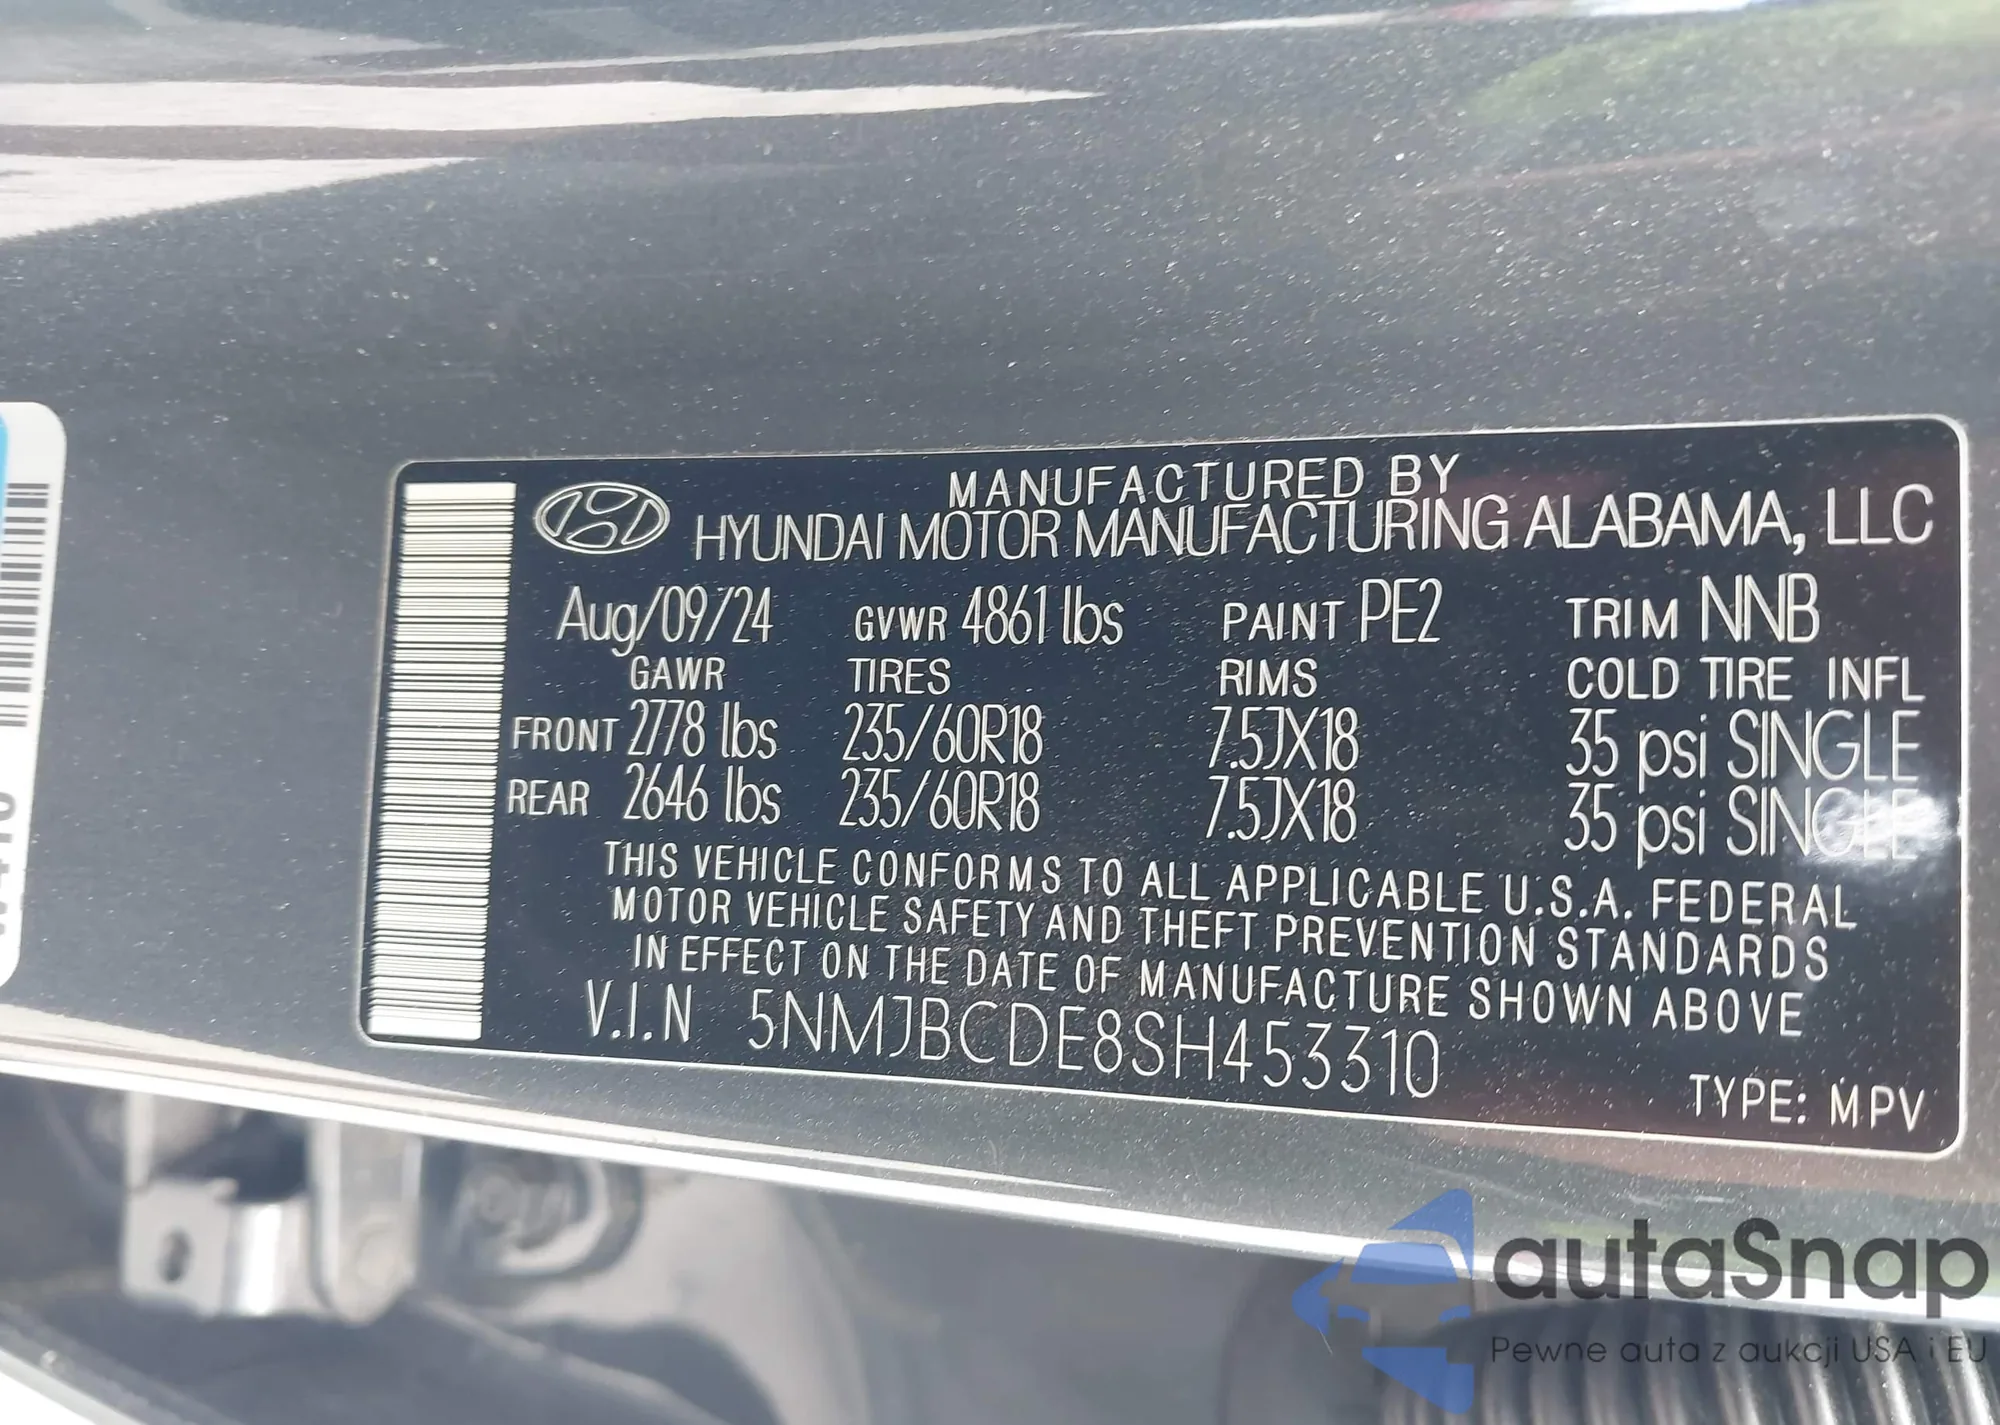 MANUFACTURED BY
HYUNDAI MOTOR MANUFACTURING ALABAMA, LLC
Aug/09/24 GVWR 4861 lbs PAINT PE2 TRIM NNB
GAWR TIRES RIMS COLD TIRE INFL
FRONT 2778 lbs 235/60R18 7.5JX18 35 psi SINGLE
REAR 2646 lbs 235/60R18 7.5JX18 35 psi SINGLE
THIS VEHICLE CONFORMS TO ALL APPLICABLE U.S.A. FEDERAL
MOTOR VEHICLE SAFETY AND THEFT PREVENTION STANDARDS
IN EFFECT ON THE DATE OF MANUFACTURE SHOWN ABOVE
V.I.N 5NMJBCDE8SH453310
TYPE: MPV
autaSnap
Pewne auta z aukcji USA i EU